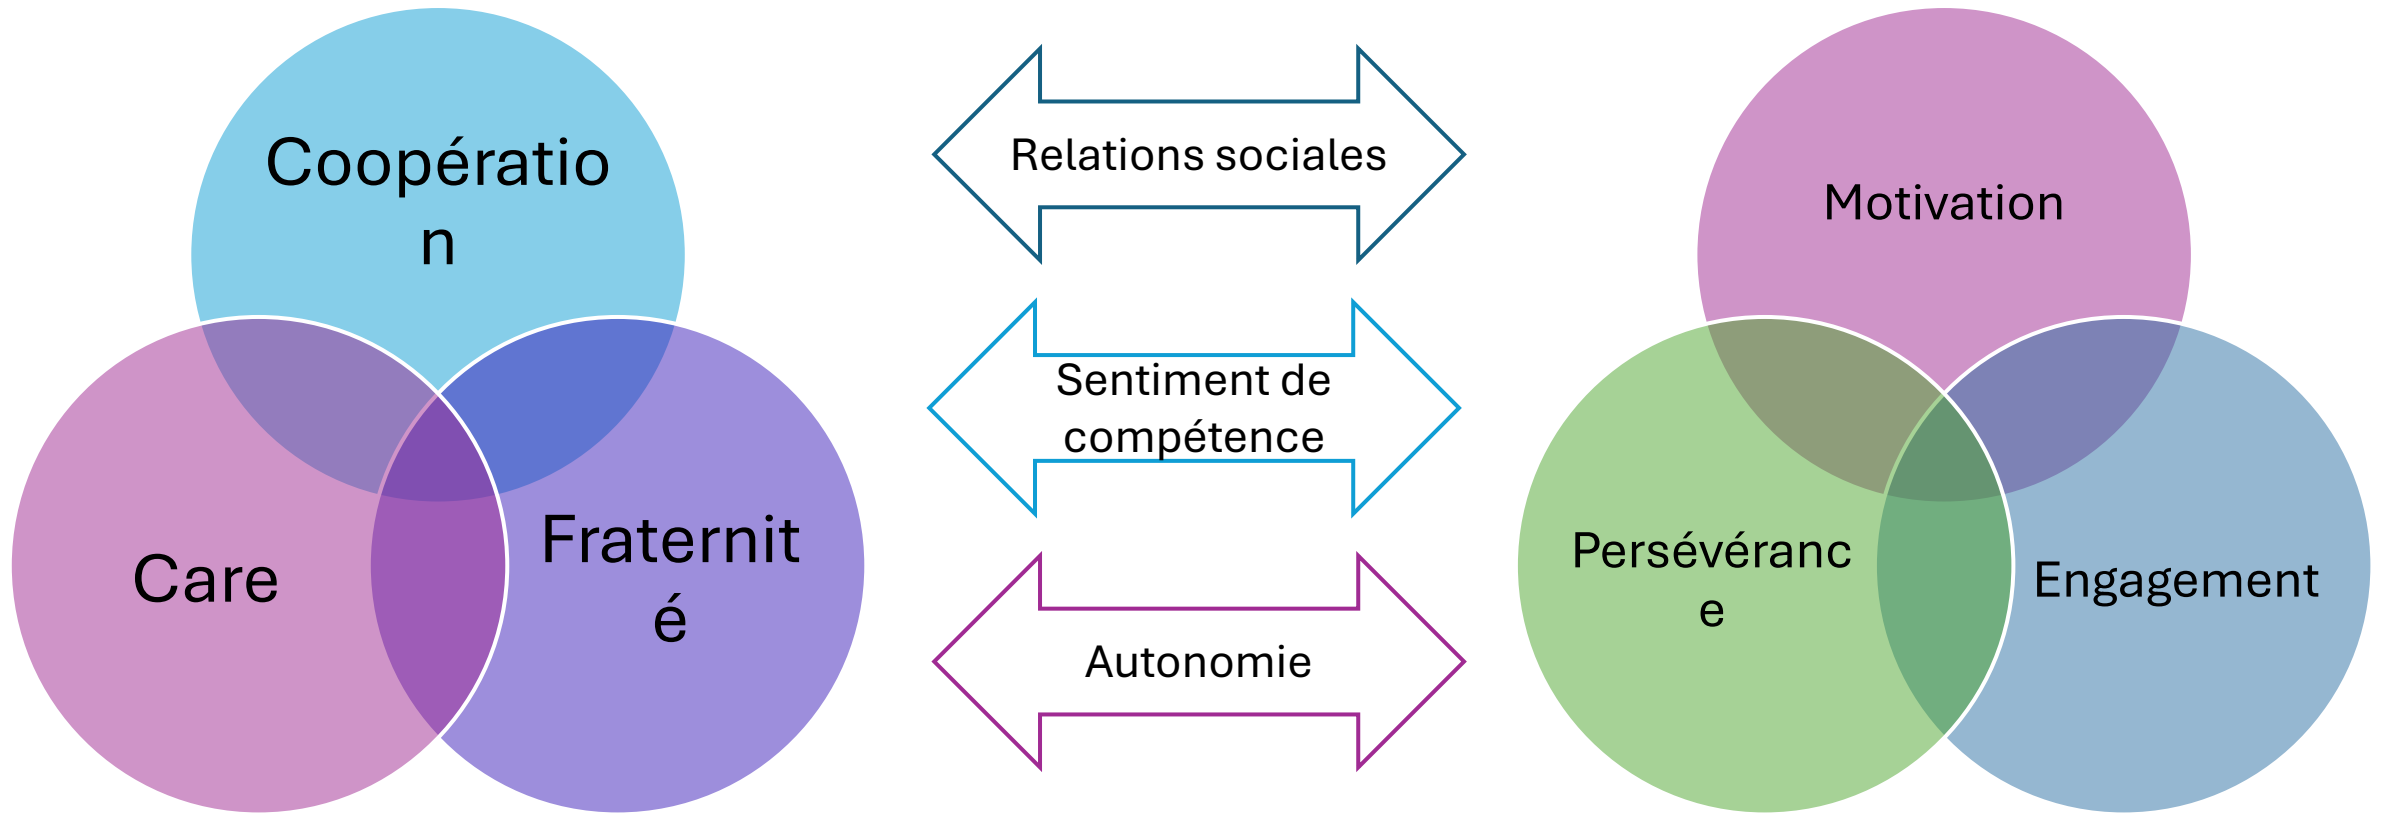 Coopératio
n
Care
Fraternit
é
Relations sociales
Sentiment de
compétence
Autonomie
Motivation
Persévéranc
e
Engagement